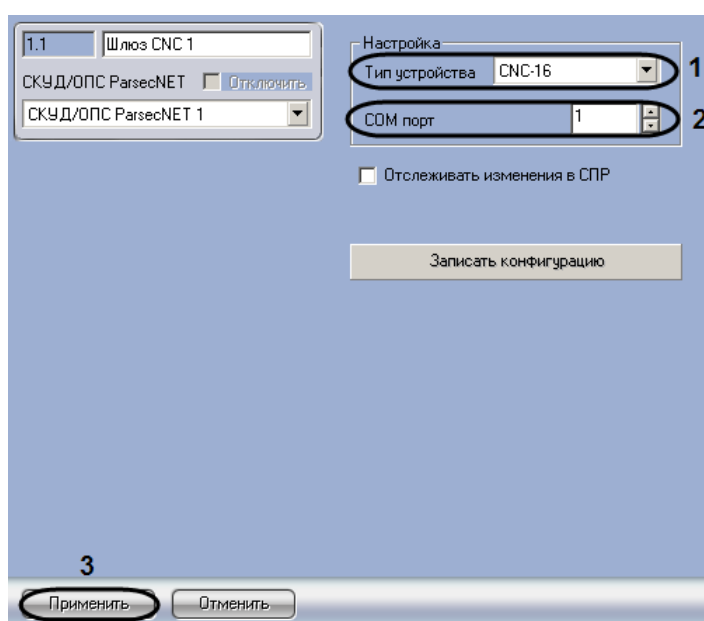 1.1 Шлюз CNC 1
СКУД/ОПС ParsecNET Отключить
СКУД/ОПС ParsecNET 1
Настройка
Тип устройства CNC-16 1
COM порт 1 2
Отслеживать изменения в СПР
Записать конфигурацию
3
Применить Отменить